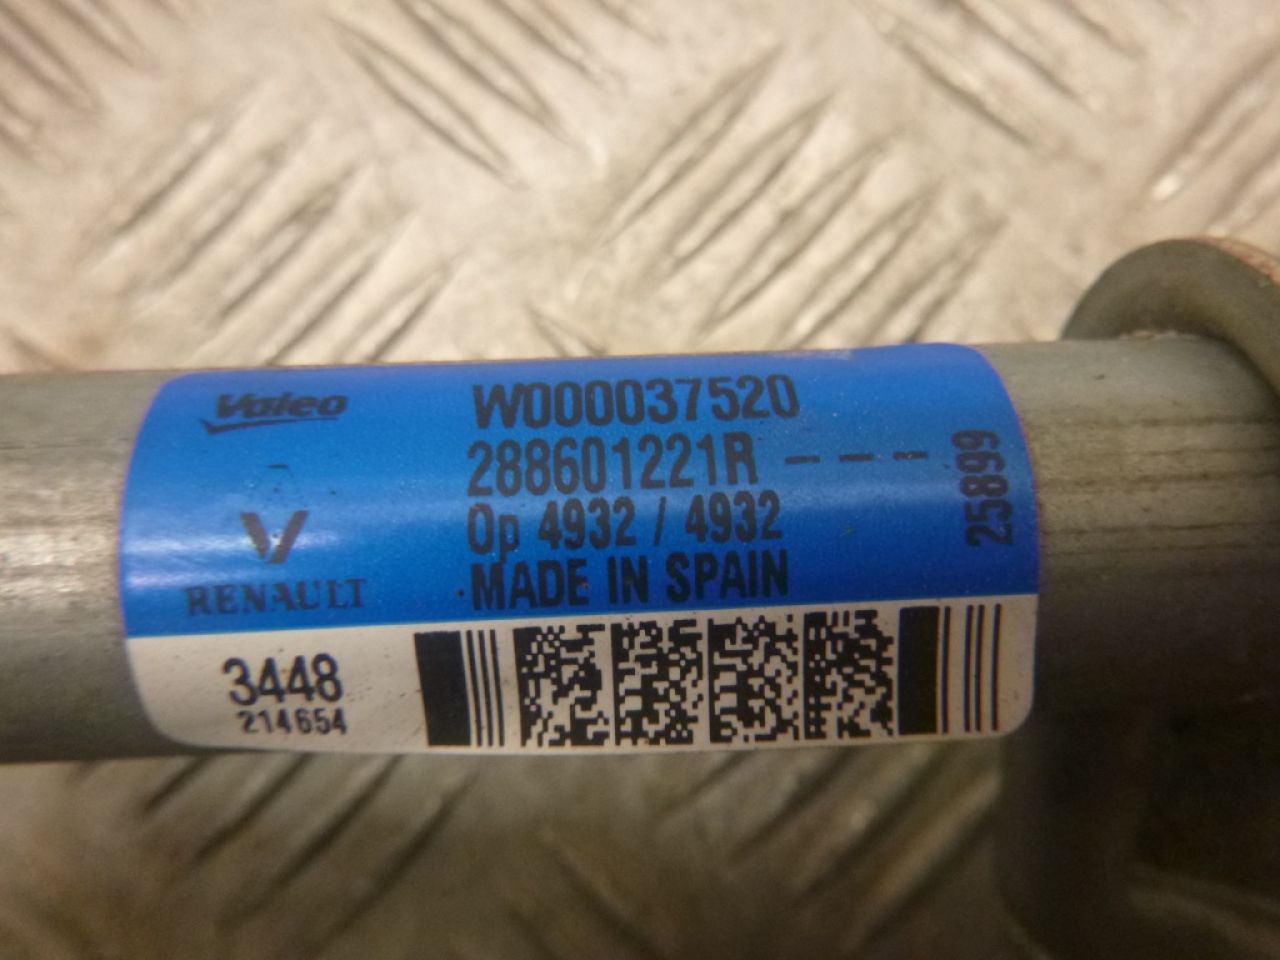 Valeo
RENAULT
W000037520
288601221R - - -
Op 4932 / 4932
MADE IN SPAIN
25899
3448
214654